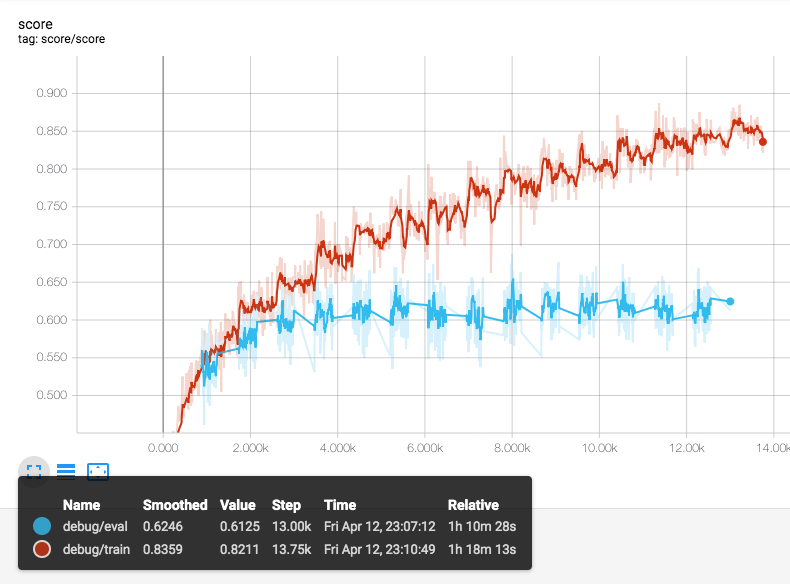 score
tag: score/score
0.900
0.850
0.800
0.750
0.700
0.650
0.600
0.550
0.500
0.000 2.000k 4.000k 6.000k 8.000k 10.00k 12.00k 14.00k
Name Smoothed Value Step Time Relative
debug/eval 0.6246 0.6125 13.00k Fri Apr 12, 23:07:12 1h 10m 28s
debug/train 0.8359 0.8211 13.75k Fri Apr 12, 23:10:49 1h 18m 13s